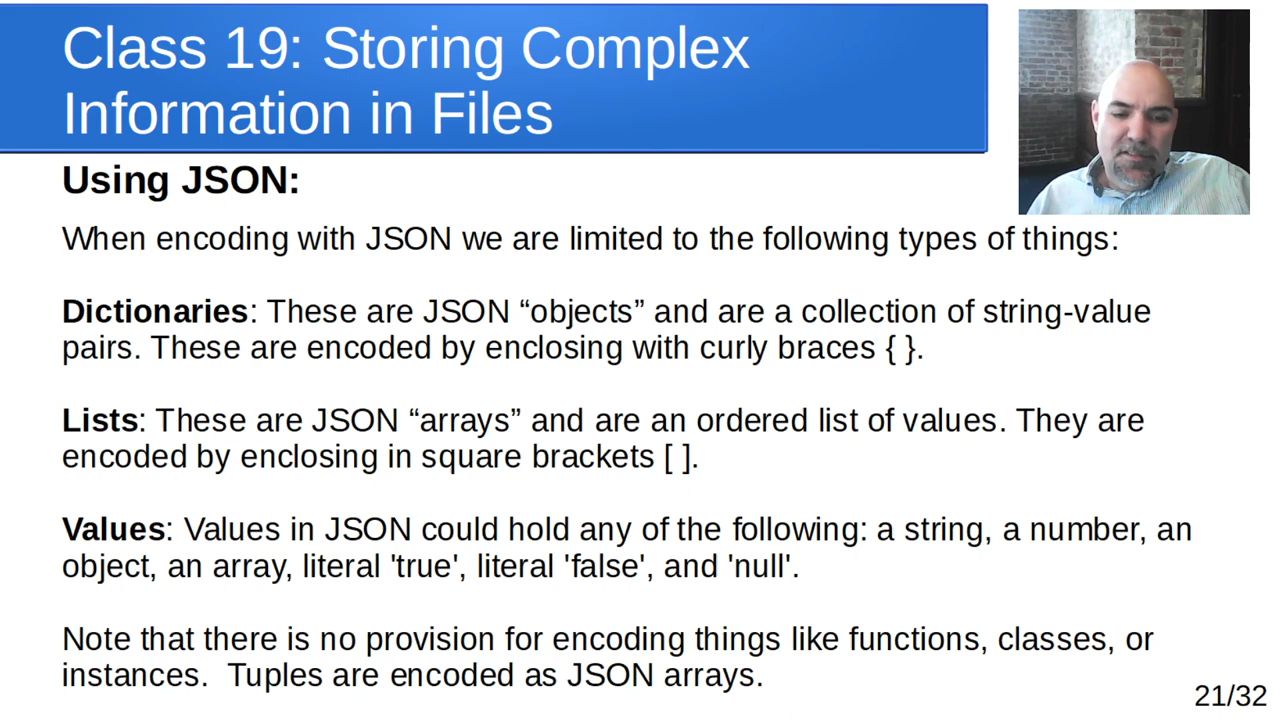 Class 19: Storing Complex
Information in Files
Using JSON:
When encoding with JSON we are limited to the following types of things:
Dictionaries: These are JSON “objects” and are a collection of string-value
pairs. These are encoded by enclosing with curly braces { }.
Lists: These are JSON “arrays” and are an ordered list of values. They are
encoded by enclosing in square brackets [ ].
Values: Values in JSON could hold any of the following: a string, a number, an
object, an array, literal 'true', literal 'false', and 'null'.
Note that there is no provision for encoding things like functions, classes, or
instances.  Tuples are encoded as JSON arrays.
21/32